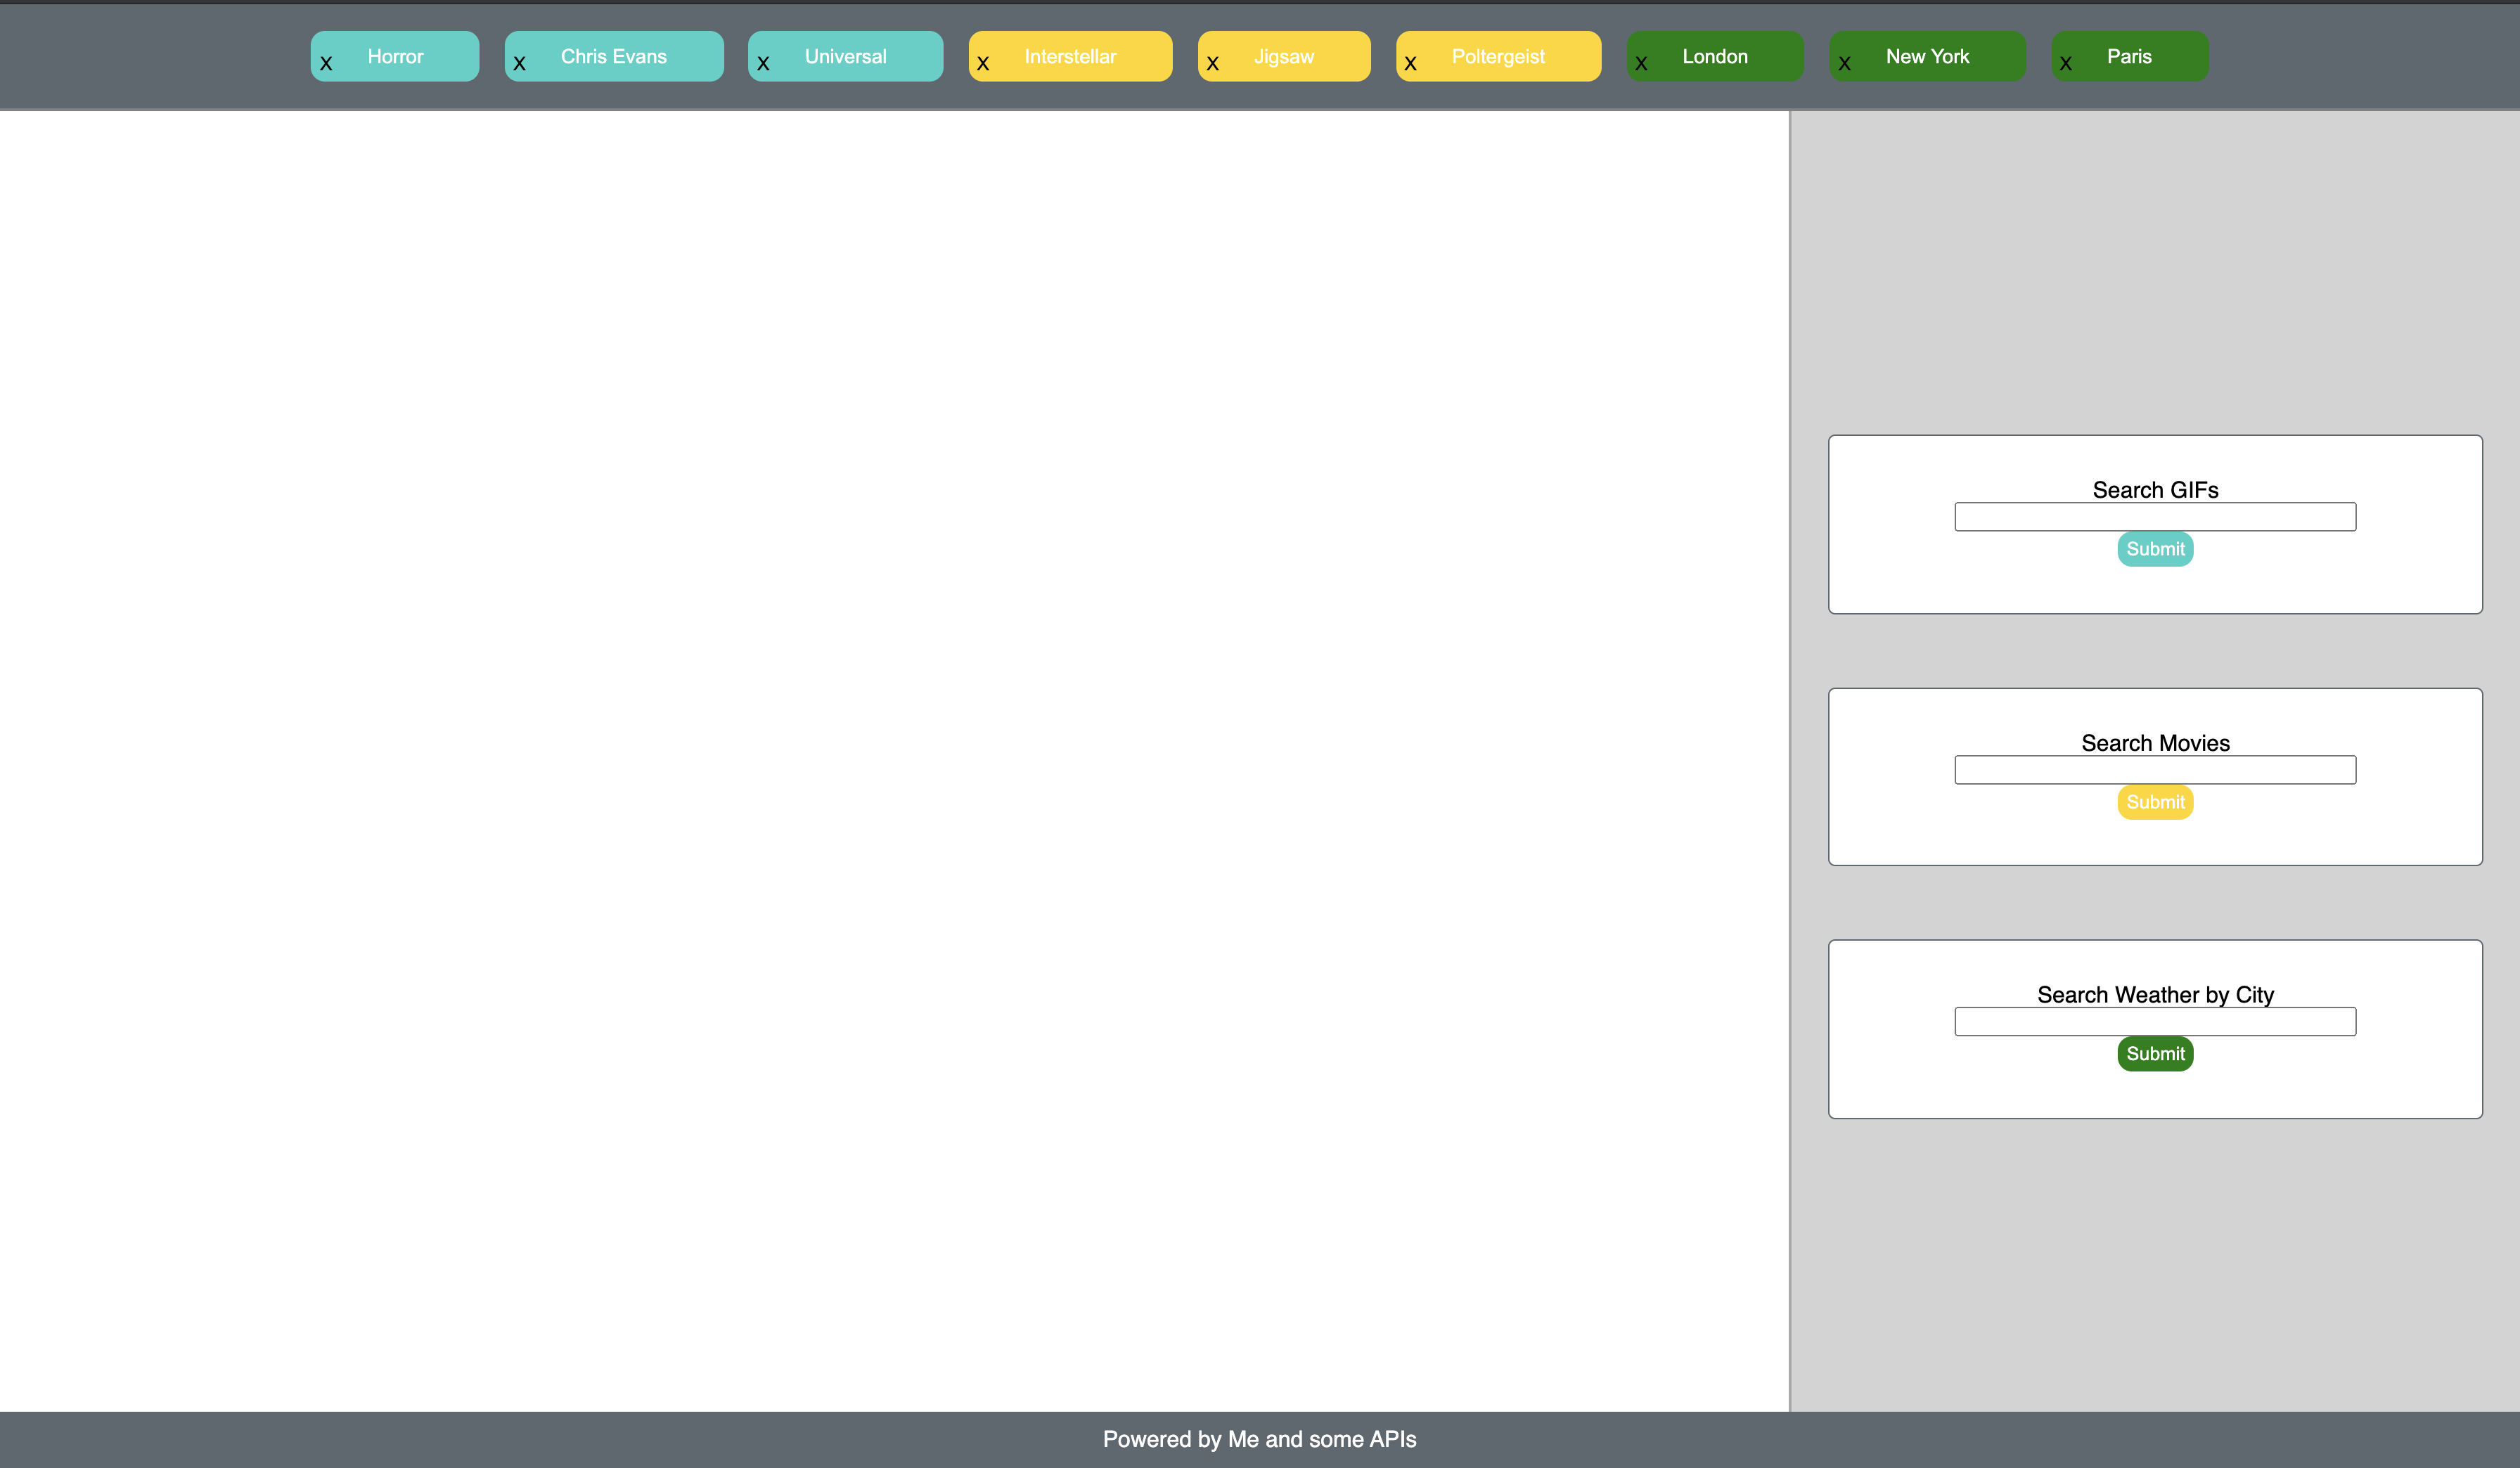 X Horror X Chris Evans X Universal X Interstellar X Jigsaw X Poltergeist X London X New York X Paris
Search GIFs
Submit
Search Movies
Submit
Search Weather by City
Submit
Powered by Me and some APIs